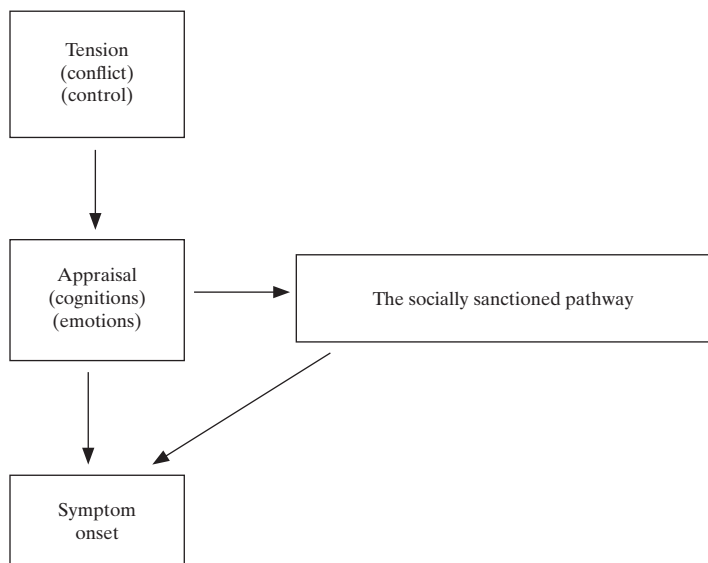 Tension
(conflict)
(control)
Appraisal
(cognitions)
(emotions)
The socially sanctioned pathway
Symptom
onset